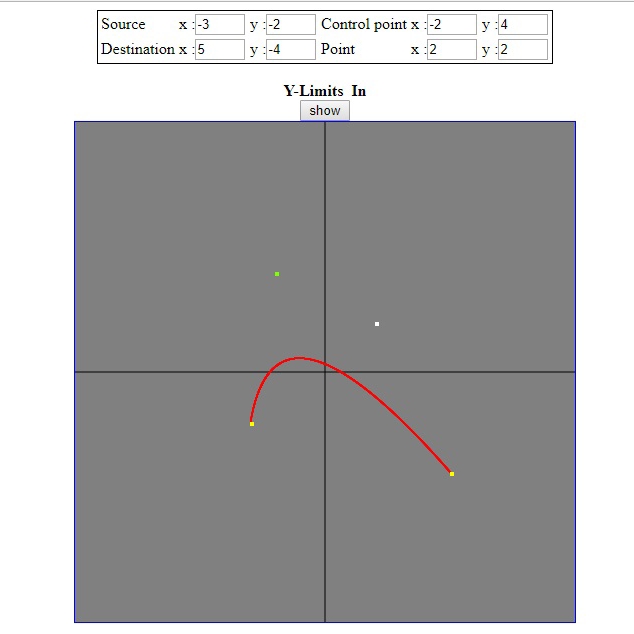 Source x :-3 y :-2 Control point x :-2 y :4
Destination x :5 y :-4 Point x :2 y :2
Y-Limits In
show